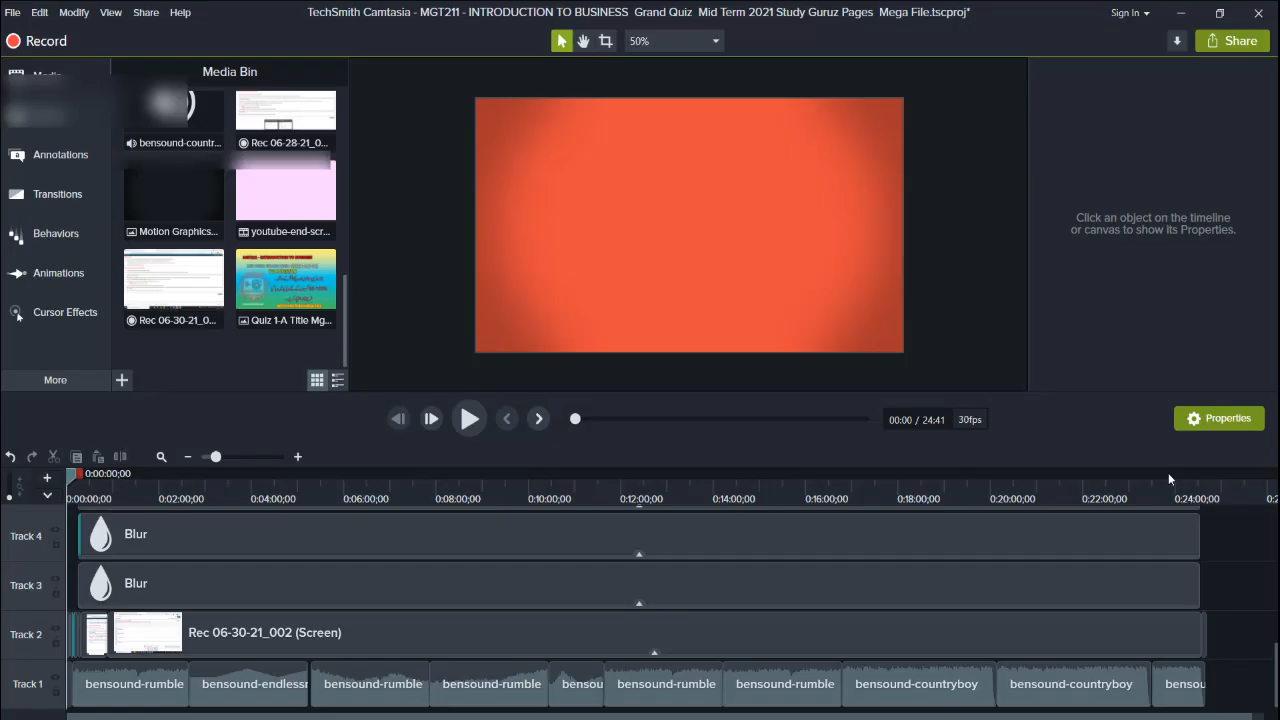 File Edit Modify View Share Help TechSmith Camtasia - MGT211 - INTRODUCTION TO BUSINESS Grand Quiz Mid Term 2021 Study Guruz Pages Mega File.tscproj* Sign In
Record 50% Share
Media Bin
bensound-countr... Rec 06-28-21_0...
Annotations
Transitions
Behaviors
Motion Graphics... youtube-end-scr...
Animations
Cursor Effects
Rec 06-30-21_0... Quiz 1-A Title Mg...
More
Click an object on the timeline
or canvas to show its Properties.
00:00 / 24:41 30fps Properties
0:00:00;00
0:00:00;00 0:02:00;00 0:04:00;00 0:06:00;00 0:08:00;00 0:10:00;00 0:12:00;00 0:14:00;00 0:16:00;00 0:18:00;00 0:20:00;00 0:22:00;00 0:24:00;00
Track 4 Blur
Track 3 Blur
Track 2 Rec 06-30-21_002 (Screen)
Track 1 bensound-rumble bensound-endlessr bensound-rumble bensound-rumble bensou bensound-rumble bensound-rumble bensound-countryboy bensound-countryboy bensou